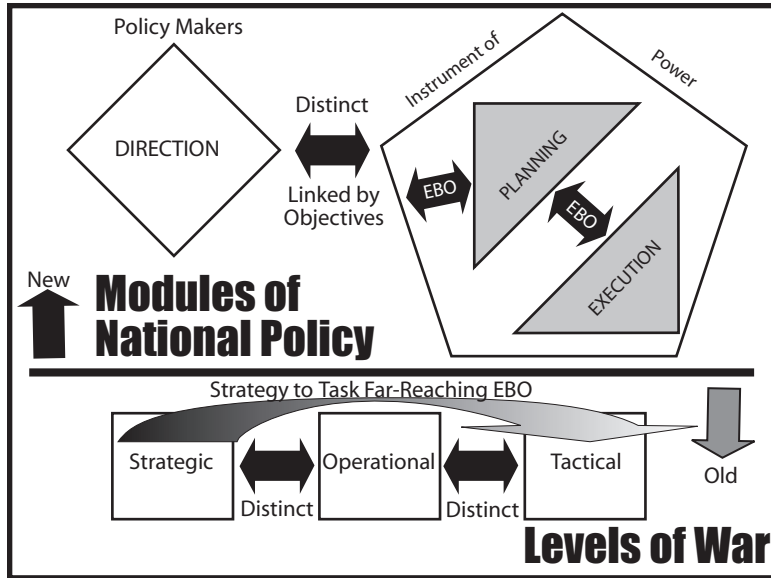 Policy Makers
DIRECTION
Distinct
Linked by
Objectives
Instrument of
Power
EBO
PLANNING
EBO
EXECUTION
New
Modules of
National Policy
Strategy to Task Far-Reaching EBO
Strategic
Distinct
Operational
Distinct
Tactical
Old
Levels of War